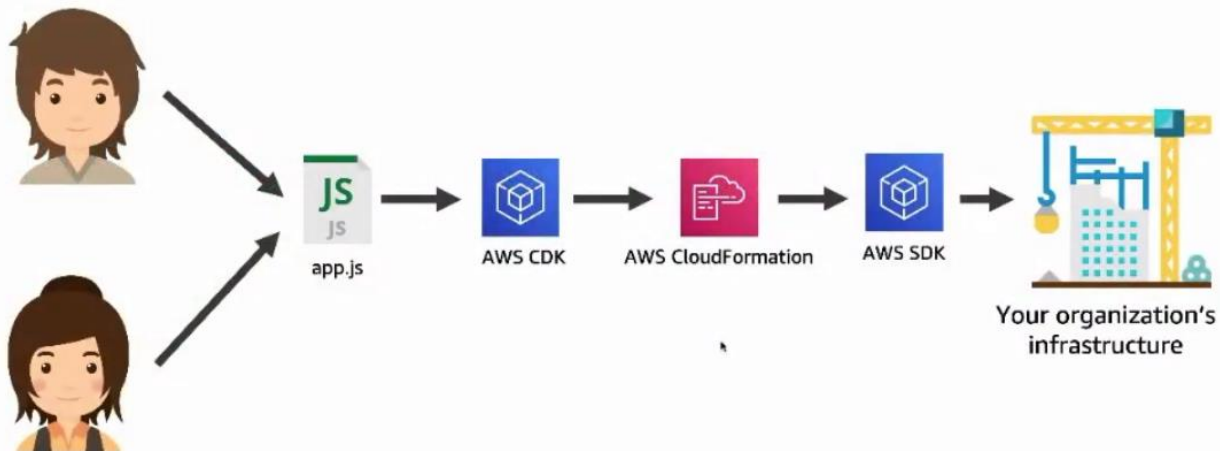 JS
JS
app.js
AWS CDK
AWS CloudFormation
AWS SDK
Your organization's
infrastructure